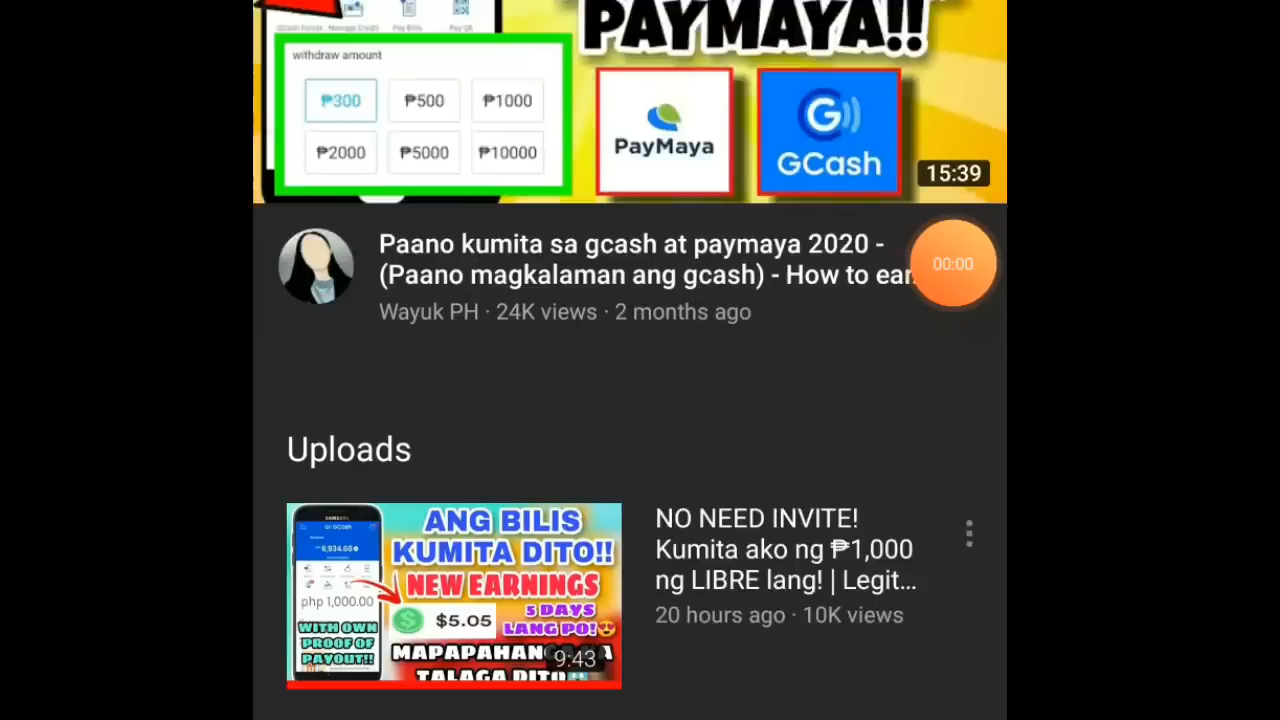 PAYMAYA!!
withdraw amount
₱300 ₱500 ₱1000
₱2000 ₱5000 ₱10000
PayMaya
GCash
15:39
Paano kumita sa gcash at paymaya 2020 -
(Paano magkalaman ang gcash) - How to ear
00:00
Wayuk PH · 24K views · 2 months ago
Uploads
ANG BILIS
KUMITA DITO!!
NEW EARNINGS
$5.05
5 DAYS
LANG PO!😍
php 1,000.00
WITH OWN
PROOF OF
PAYOUT!!
TALAGA DITO
9:43
NO NEED INVITE!
Kumita ako ng ₱1,000
ng LIBRE lang! | Legit...
20 hours ago · 10K views